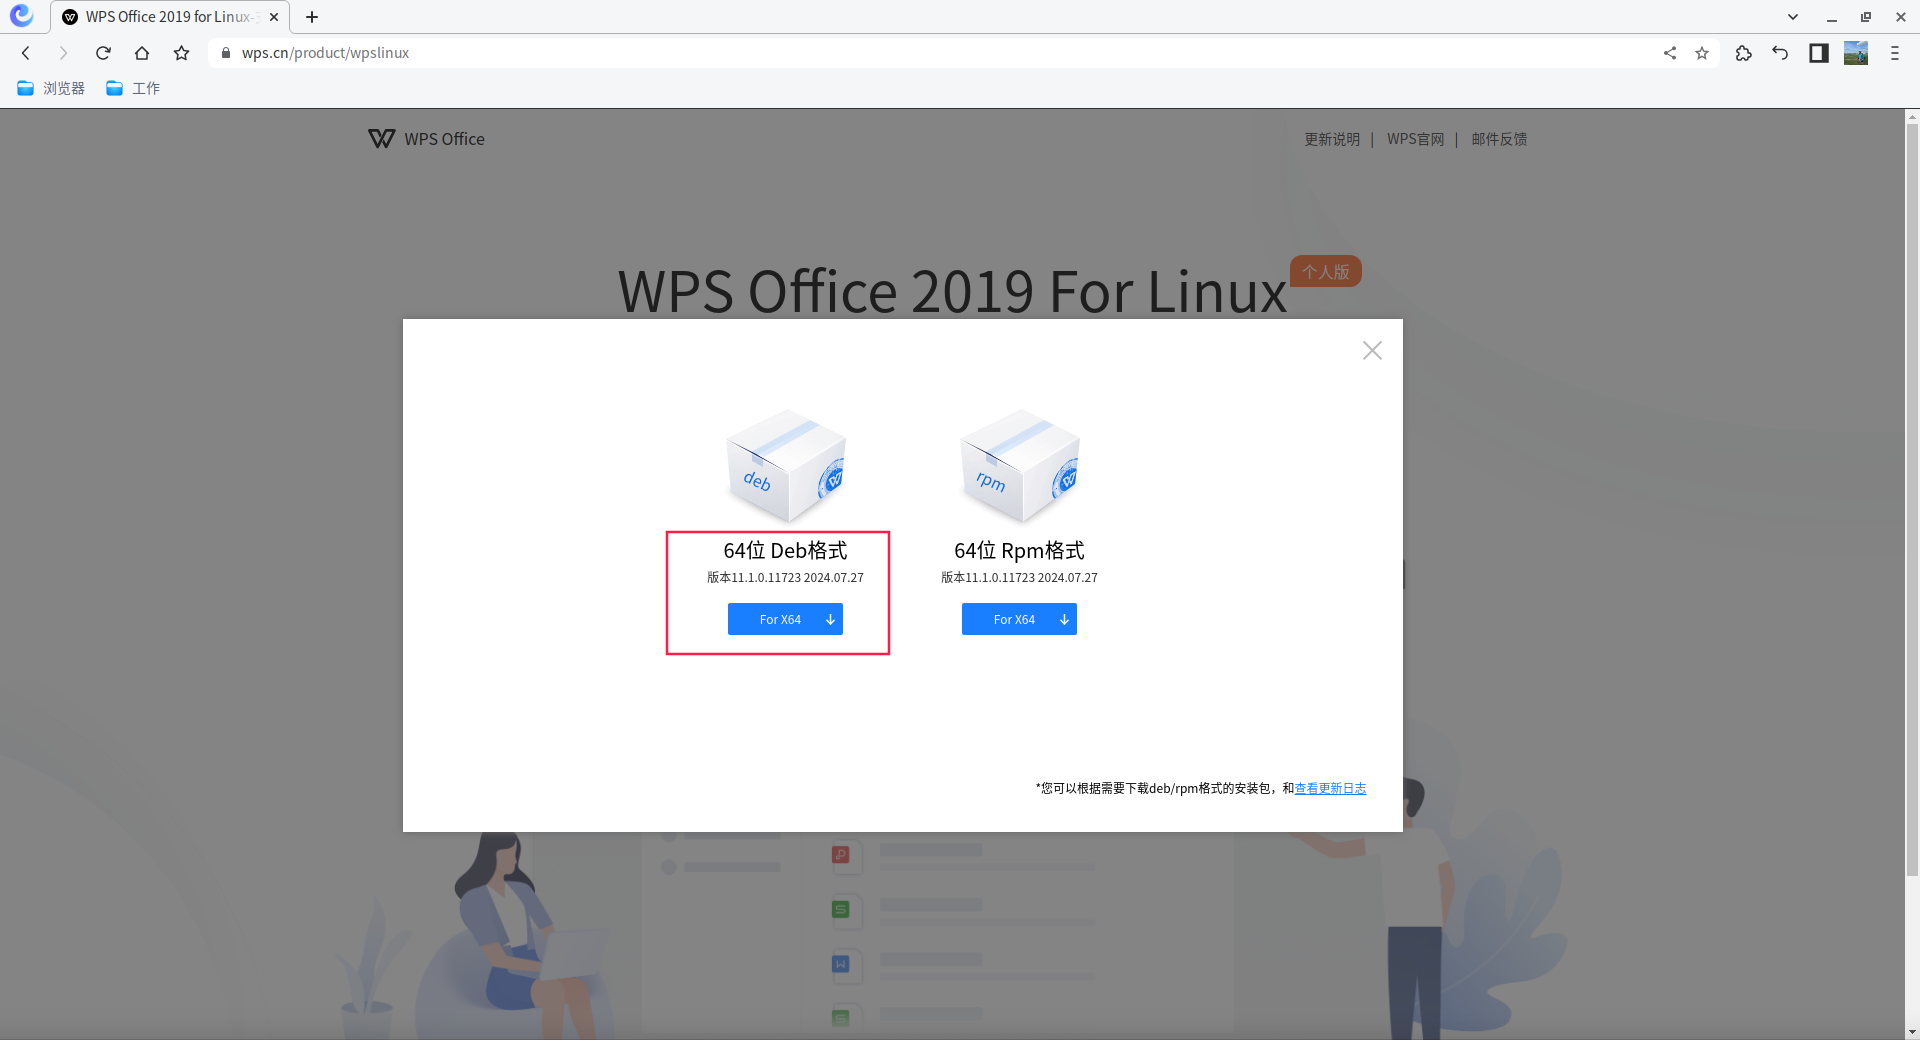 WPS Office 2019 for Linux-
wps.cn/product/wpslinux
浏览器 工作
WPS Office 更新说明 | WPS官网 | 邮件反馈
WPS Office 2019 For Linux 个人版
deb rpm
64位 Deb格式 64位 Rpm格式
版本11.1.0.11723 2024.07.27 版本11.1.0.11723 2024.07.27
For X64 For X64
*您可以根据需要下载deb/rpm格式的安装包，和查看更新日志
P
S
W
S